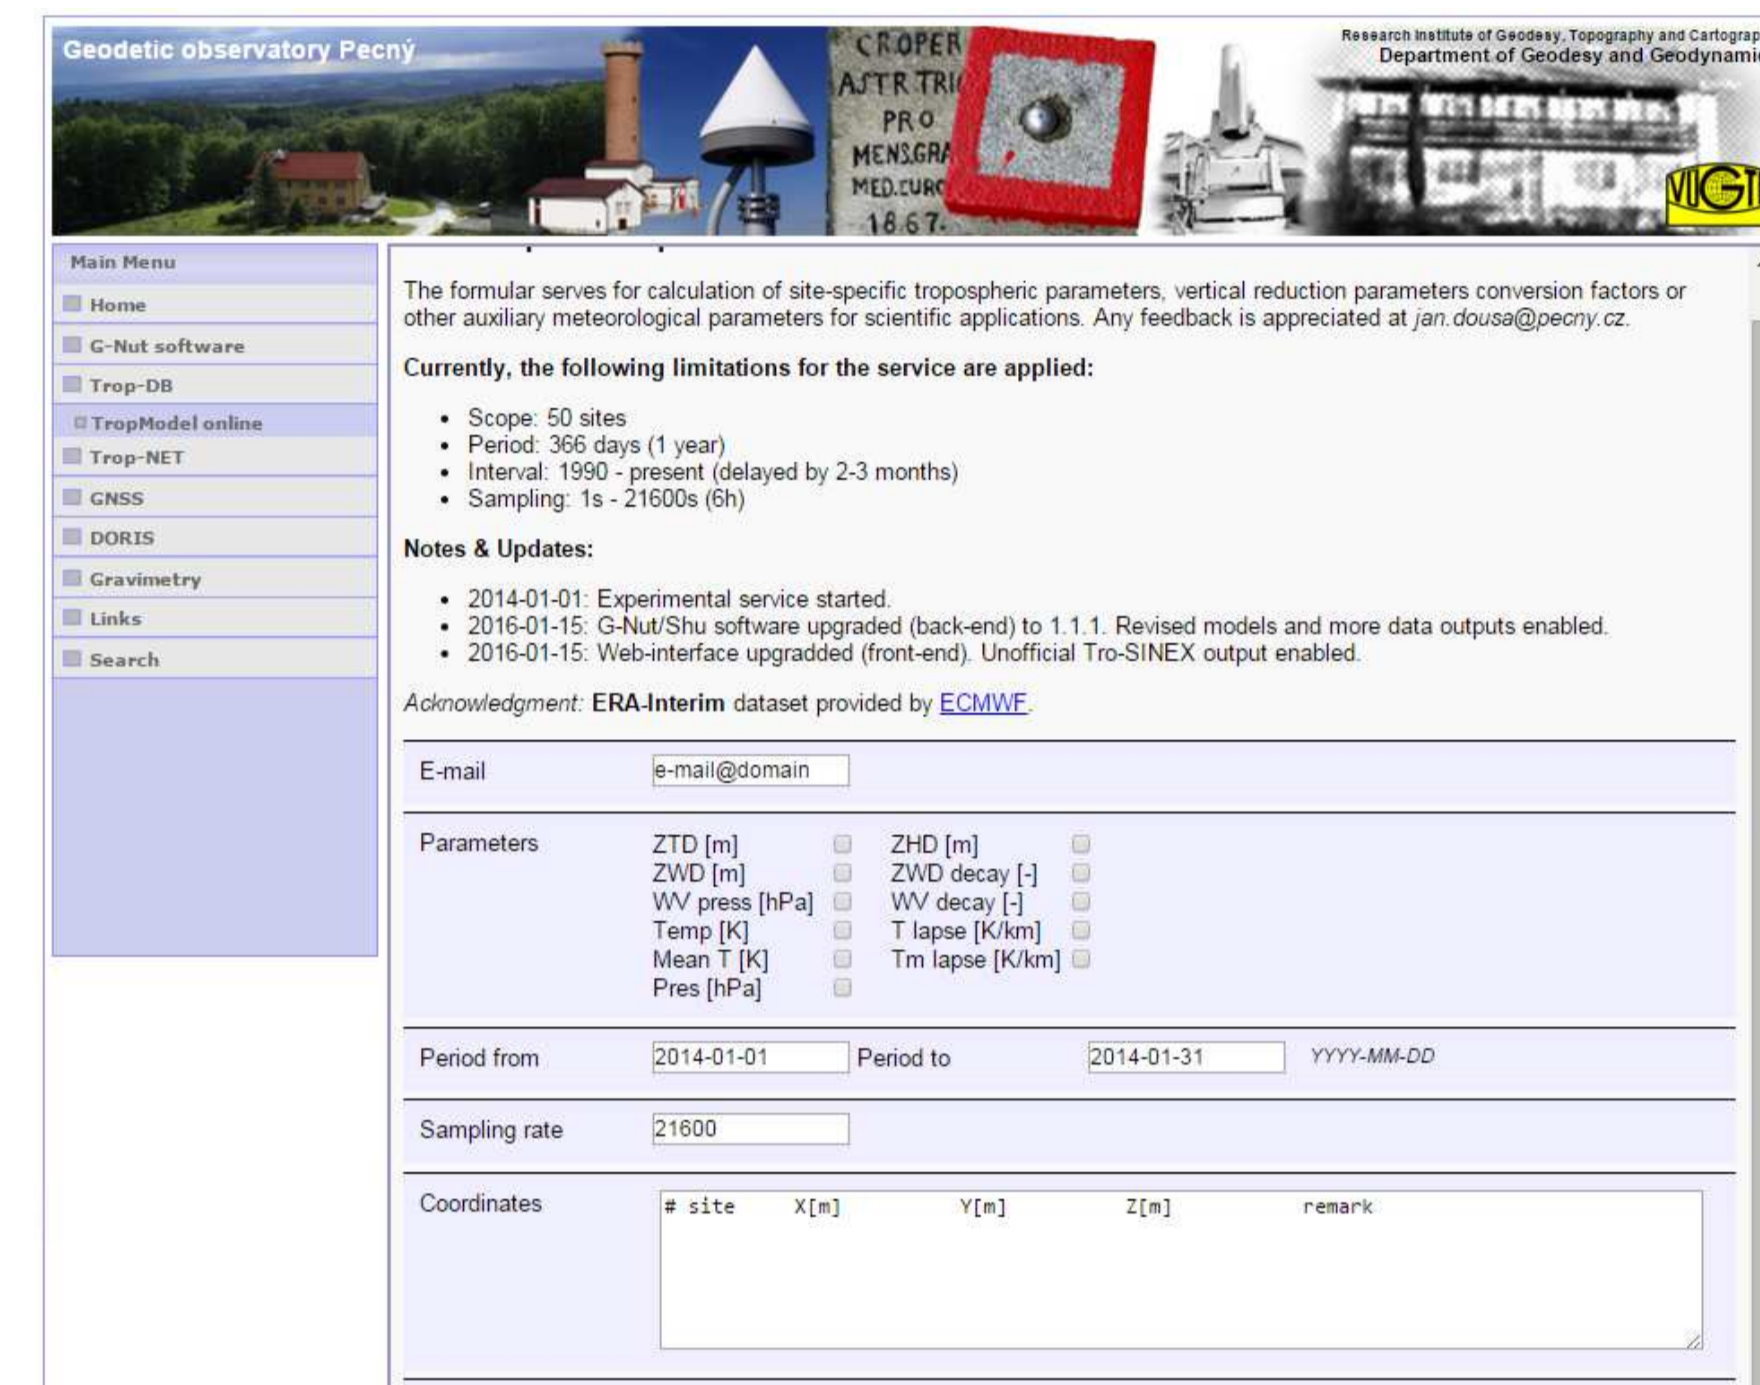 Geodetic observatory Pecný
Research Institute of Geodesy, Topography and Cartograp
Department of Geodesy and Geodynami
CROPER
ASTR TRI
PRO
MENS.GRA
MED.EURO
1867.
Main Menu
Home
G-Nut software
Trop-DB
TropModel online
Trop-NET
GNSS
DORIS
Gravimetry
Links
Search
The formular serves for calculation of site-specific tropospheric parameters, vertical reduction parameters conversion factors or
other auxiliary meteorological parameters for scientific applications. Any feedback is appreciated at jan.dousa@pecny.cz.
Currently, the following limitations for the service are applied:
• Scope: 50 sites
• Period: 366 days (1 year)
• Interval: 1990 - present (delayed by 2-3 months)
• Sampling: 1s - 21600s (6h)
Notes & Updates:
• 2014-01-01: Experimental service started.
• 2016-01-15: G-Nut/Shu software upgraded (back-end) to 1.1.1. Revised models and more data outputs enabled.
• 2016-01-15: Web-interface upgradded (front-end). Unofficial Tro-SINEX output enabled.
Acknowledgment: ERA-Interim dataset provided by ECMWF.
E-mail e-mail@domain
Parameters ZTD [m] ZHD [m]
ZWD [m] ZWD decay [-]
WV press [hPa] WV decay [-]
Temp [K] T lapse [K/km]
Mean T [K] Tm lapse [K/km]
Pres [hPa]
Period from 2014-01-01 Period to 2014-01-31 YYYY-MM-DD
Sampling rate 21600
Coordinates # site X[m] Y[m] Z[m] remark